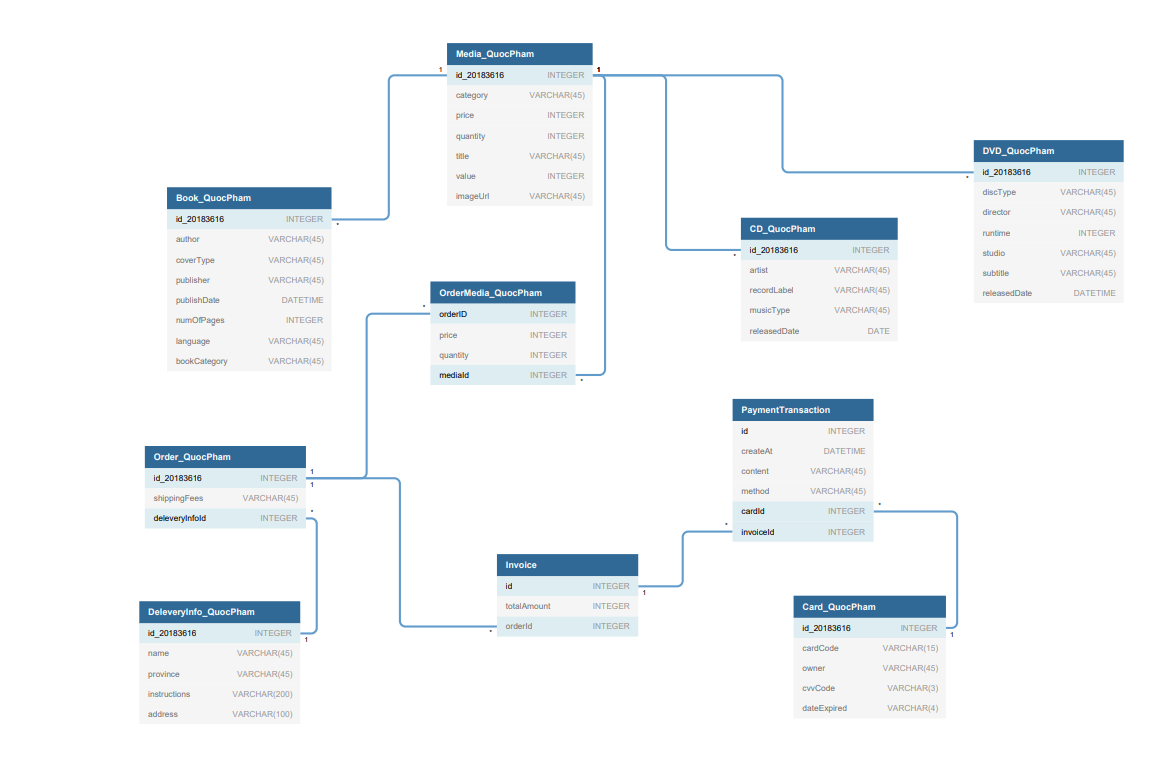 Media_QuocPham
1 id_20183616 INTEGER 1
category VARCHAR(45)
price INTEGER
quantity INTEGER
title VARCHAR(45)
value INTEGER
imageUrl VARCHAR(45)
DVD_QuocPham
* id_20183616 INTEGER
discType VARCHAR(45)
director VARCHAR(45)
runtime INTEGER
studio VARCHAR(45)
subtitle VARCHAR(45)
releasedDate DATETIME
Book_QuocPham
id_20183616 INTEGER *
author VARCHAR(45)
coverType VARCHAR(45)
publisher VARCHAR(45)
publishDate DATETIME
numOfPages INTEGER
language VARCHAR(45)
bookCategory VARCHAR(45)
CD_QuocPham
* id_20183616 INTEGER
artist VARCHAR(45)
recordLabel VARCHAR(45)
musicType VARCHAR(45)
releasedDate DATE
OrderMedia_QuocPham
* orderID INTEGER
price INTEGER
quantity INTEGER
mediaId INTEGER *
PaymentTransaction
id INTEGER
createAt DATETIME
content VARCHAR(45)
method VARCHAR(45)
cardId INTEGER *
* invoiceId INTEGER
Order_QuocPham
id_20183616 INTEGER 1
1
shippingFees VARCHAR(45)
deleveryInfoId INTEGER *
Invoice
id INTEGER 1
totalAmount INTEGER
* orderId INTEGER
DeleveryInfo_QuocPham
id_20183616 INTEGER 1
name VARCHAR(45)
province VARCHAR(45)
instructions VARCHAR(200)
address VARCHAR(100)
Card_QuocPham
id_20183616 INTEGER 1
cardCode VARCHAR(15)
owner VARCHAR(45)
cvvCode VARCHAR(3)
dateExpired VARCHAR(4)